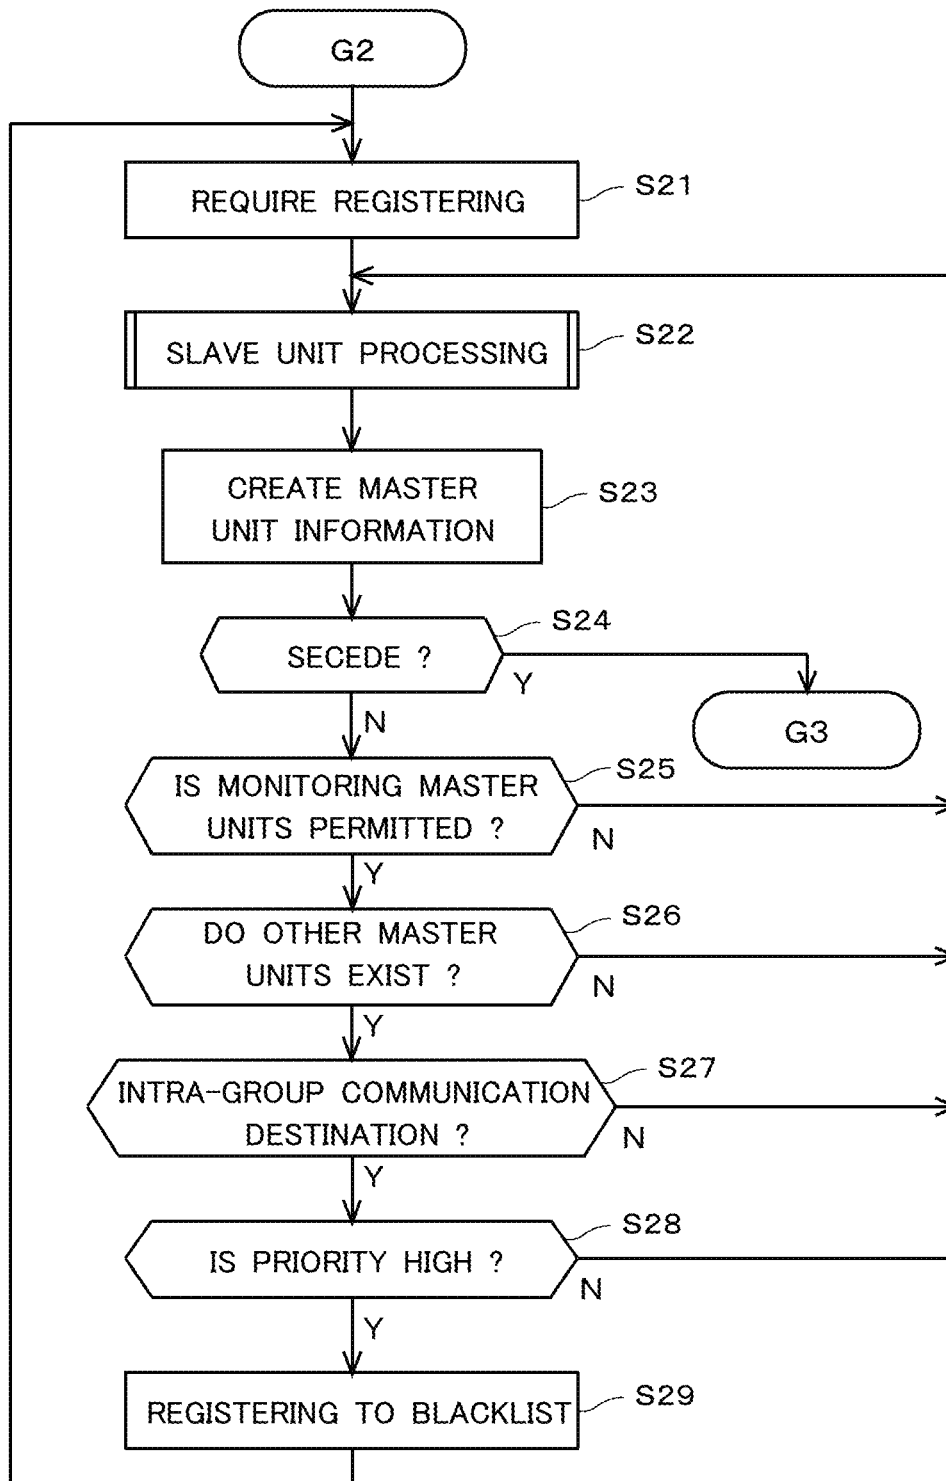 G2
REQUIRE REGISTERING
S21
SLAVE UNIT PROCESSING
S22
CREATE MASTER
UNIT INFORMATION
S23
SECEDE ?
S24
Y
N
G3
IS MONITORING MASTER
UNITS PERMITTED ?
S25
N
Y
DO OTHER MASTER
UNITS EXIST ?
S26
N
Y
INTRA-GROUP COMMUNICATION
DESTINATION ?
S27
N
Y
IS PRIORITY HIGH ?
S28
N
Y
REGISTERING TO BLACKLIST
S29